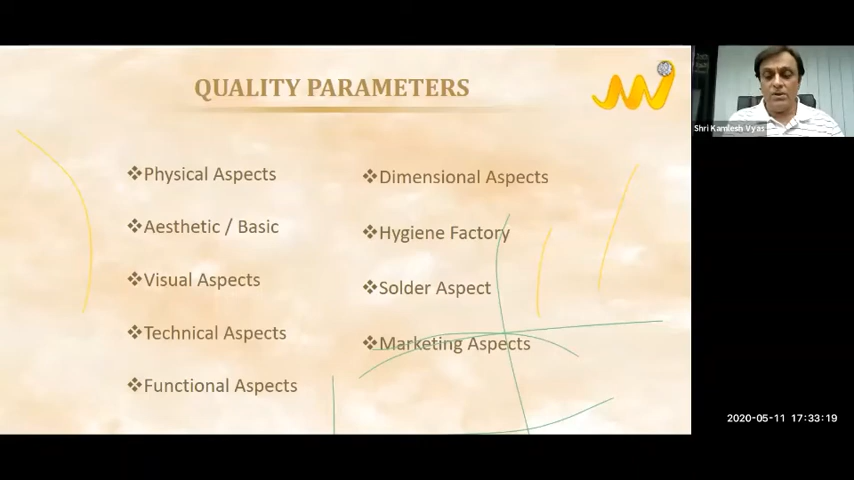 QUALITY PARAMETERS
❖Physical Aspects
❖Aesthetic / Basic
❖Visual Aspects
❖Technical Aspects
❖Functional Aspects
❖Dimensional Aspects
❖Hygiene Factory
❖Solder Aspect
❖Marketing Aspects
Shri Kamlesh Vyas
2020-05-11 17:33:19